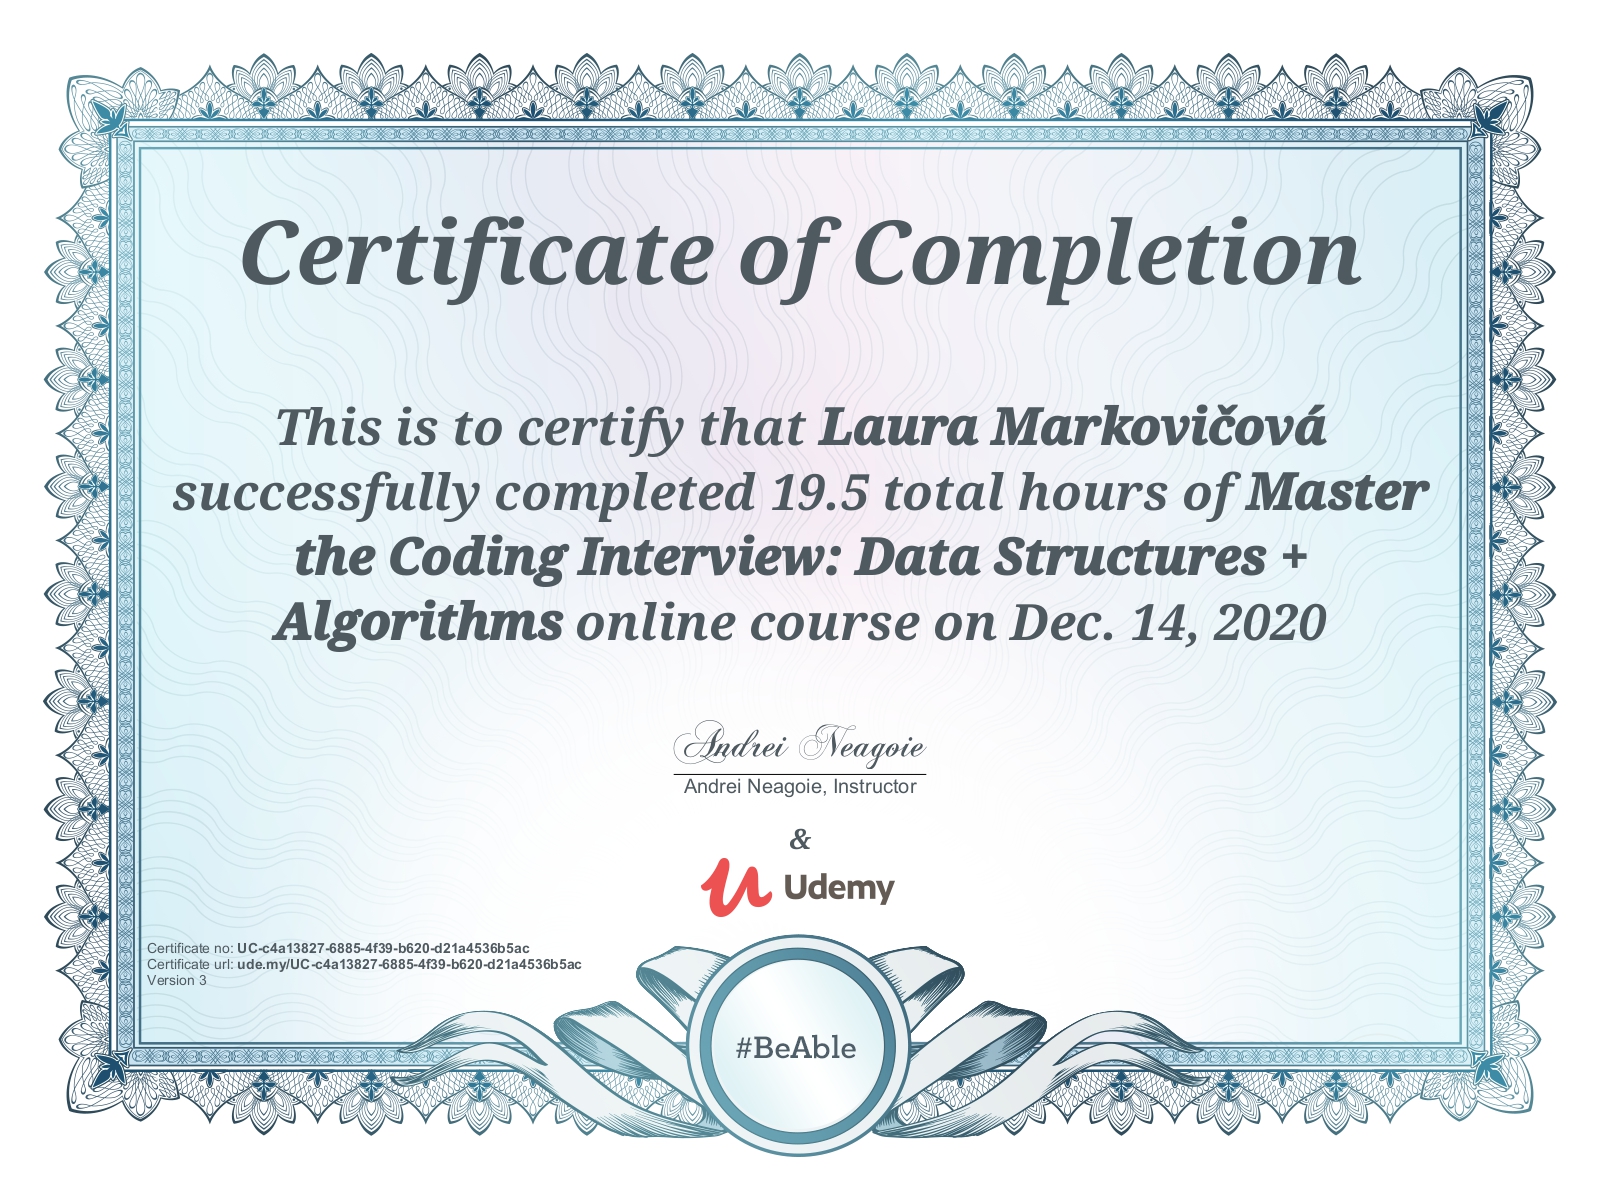 Certificate of Completion
This is to certify that Laura Markovičová
successfully completed 19.5 total hours of Master
the Coding Interview: Data Structures +
Algorithms online course on Dec. 14, 2020
Andrei Neagoie
Andrei Neagoie, Instructor
&
Udemy
Certificate no: UC-c4a13827-6885-4f39-b620-d21a4536b5ac
Certificate url: ude.my/UC-c4a13827-6885-4f39-b620-d21a4536b5ac
Version 3
#BeAble